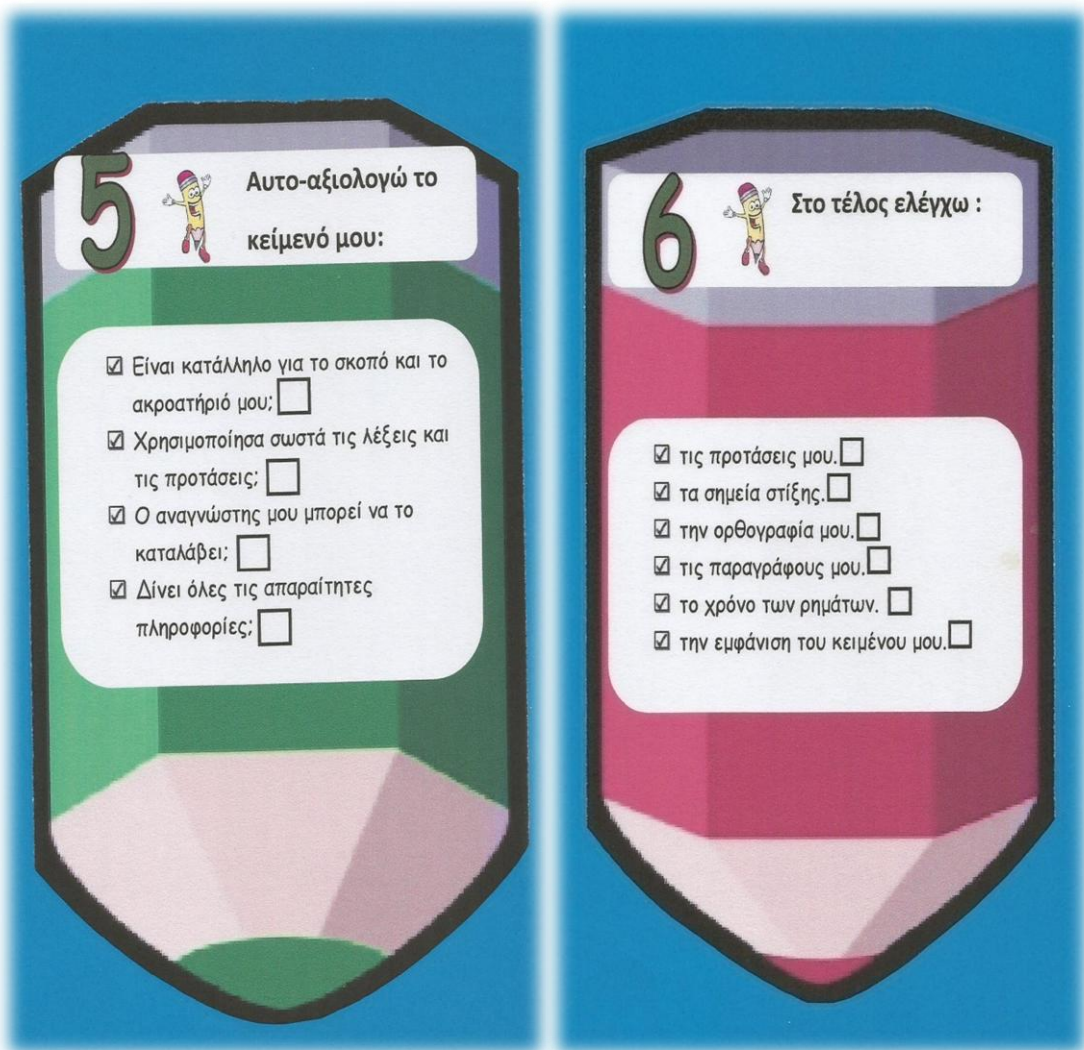 5
Αυτο-αξιολογώ το
κείμενό μου:
☑ Είναι κατάλληλο για το σκοπό και το
ακροατήριό μου; ☐
☑ Χρησιμοποίησα σωστά τις λέξεις και
τις προτάσεις; ☐
☑ Ο αναγνώστης μου μπορεί να το
καταλάβει; ☐
☑ Δίνει όλες τις απαραίτητες
πληροφορίες; ☐
6
Στο τέλος ελέγχω :
☑ τις προτάσεις μου. ☐
☑ τα σημεία στίξης. ☐
☑ την ορθογραφία μου. ☐
☑ τις παραγράφους μου. ☐
☑ το χρόνο των ρημάτων. ☐
☑ την εμφάνιση του κειμένου μου. ☐